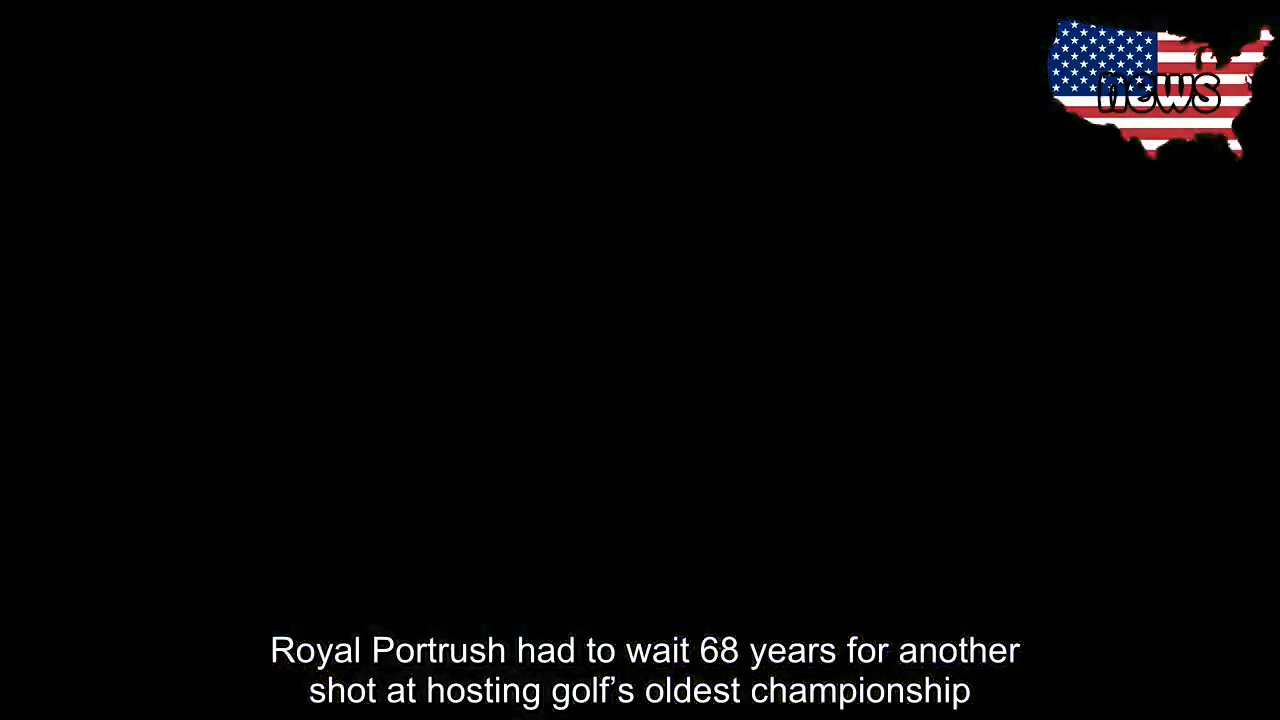 news
Royal Portrush had to wait 68 years for another
shot at hosting golf’s oldest championship